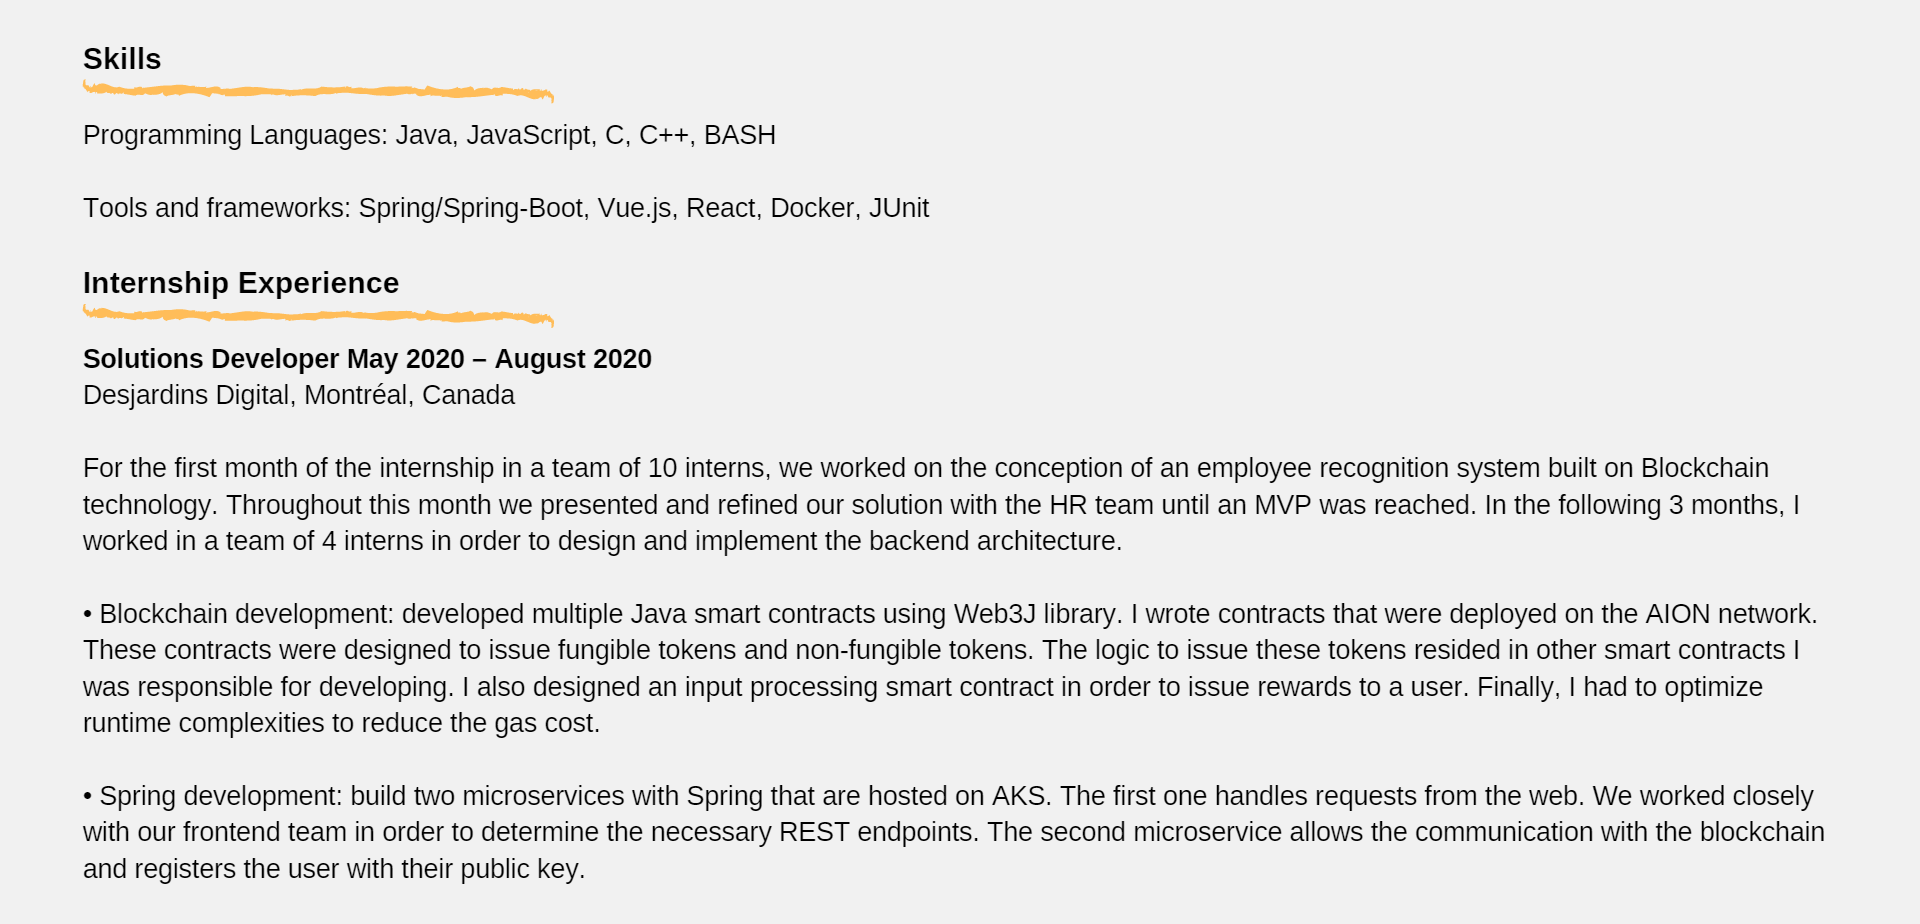 Skills
Programming Languages: Java, JavaScript, C, C++, BASH
Tools and frameworks: Spring/Spring-Boot, Vue.js, React, Docker, JUnit
Internship Experience
Solutions Developer May 2020 – August 2020
Desjardins Digital, Montréal, Canada
For the first month of the internship in a team of 10 interns, we worked on the conception of an employee recognition system built on Blockchain
technology. Throughout this month we presented and refined our solution with the HR team until an MVP was reached. In the following 3 months, I
worked in a team of 4 interns in order to design and implement the backend architecture.
• Blockchain development: developed multiple Java smart contracts using Web3J library. I wrote contracts that were deployed on the AION network.
These contracts were designed to issue fungible tokens and non-fungible tokens. The logic to issue these tokens resided in other smart contracts I
was responsible for developing. I also designed an input processing smart contract in order to issue rewards to a user. Finally, I had to optimize
runtime complexities to reduce the gas cost.
• Spring development: build two microservices with Spring that are hosted on AKS. The first one handles requests from the web. We worked closely
with our frontend team in order to determine the necessary REST endpoints. The second microservice allows the communication with the blockchain
and registers the user with their public key.